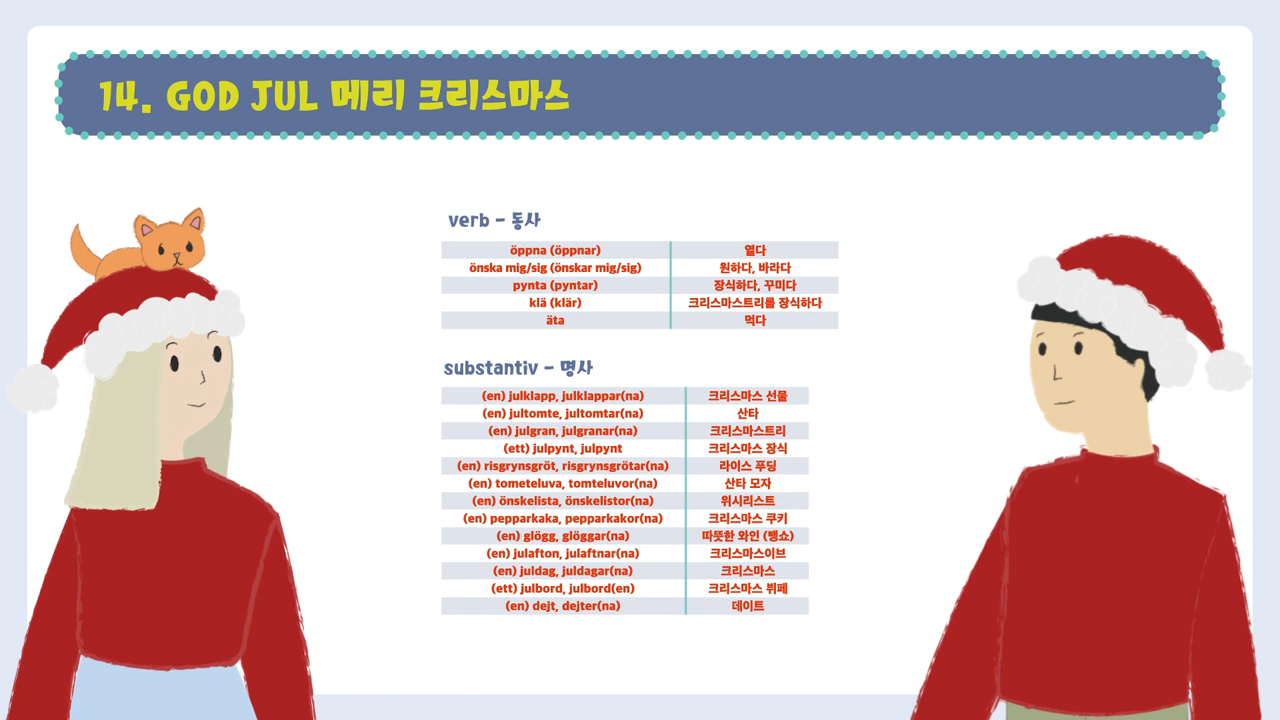 14. GOD JUL 메리 크리스마스
verb - 동사
öppna (öppnar) 열다
önska mig/sig (önskar mig/sig) 원하다, 바라다
pynta (pyntar) 장식하다, 꾸미다
klä (klär) 크리스마스트리를 장식하다
äta 먹다
substantiv - 명사
(en) julklapp, julklappar(na) 크리스마스 선물
(en) jultomte, jultomtar(na) 산타
(en) julgran, julgranar(na) 크리스마스트리
(ett) julpynt, julpynt 크리스마스 장식
(en) risgrynsgröt, risgrynsgrötar(na) 라이스 푸딩
(en) tometeluva, tomteluvor(na) 산타 모자
(en) önskelista, önskelistor(na) 위시리스트
(en) pepparkaka, pepparkakor(na) 크리스마스 쿠키
(en) glögg, glöggar(na) 따뜻한 와인 (뱅쇼)
(en) julafton, julaftnar(na) 크리스마스이브
(en) juldag, juldagar(na) 크리스마스
(ett) julbord, julbord(en) 크리스마스 뷔페
(en) dejt, dejter(na) 데이트